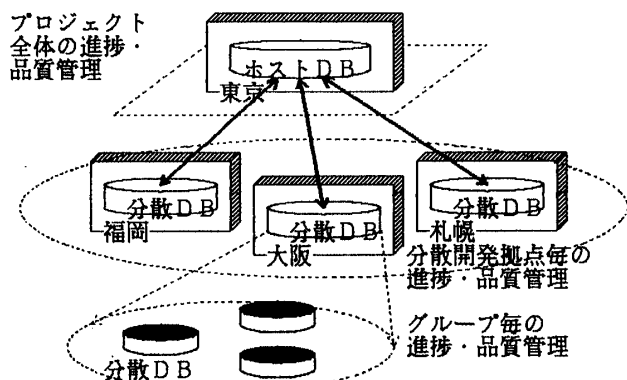 プロジェクト
全体の進捗・
品質管理
ホストDB
東京
分散DB
福岡
分散DB
大阪
分散DB
札幌
分散開発拠点毎の
進捗・品質管理
グループ毎の
進捗・品質管理
分散DB